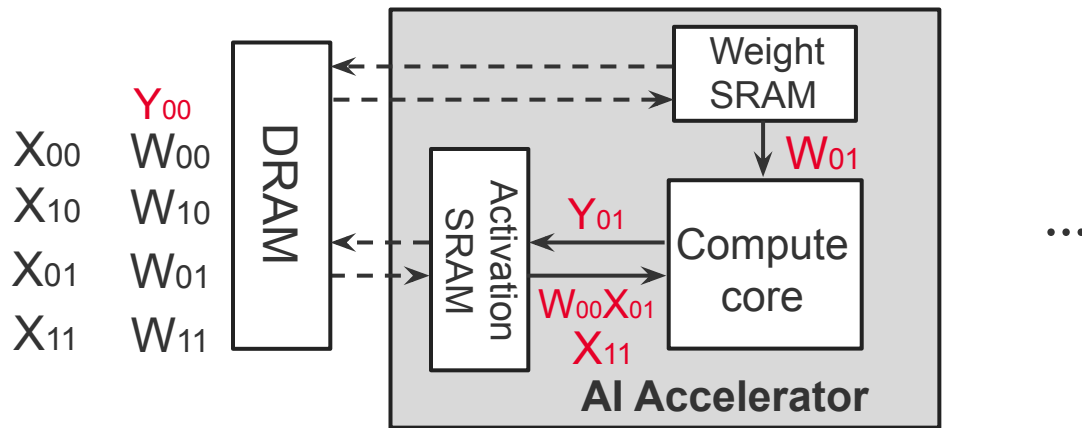 Y00
X00 W00
X10 W10
X01 W01
X11 W11
DRAM
Weight
SRAM
W01
Activation
SRAM
Y01
W00X01
X11
Compute
core
AI Accelerator
...